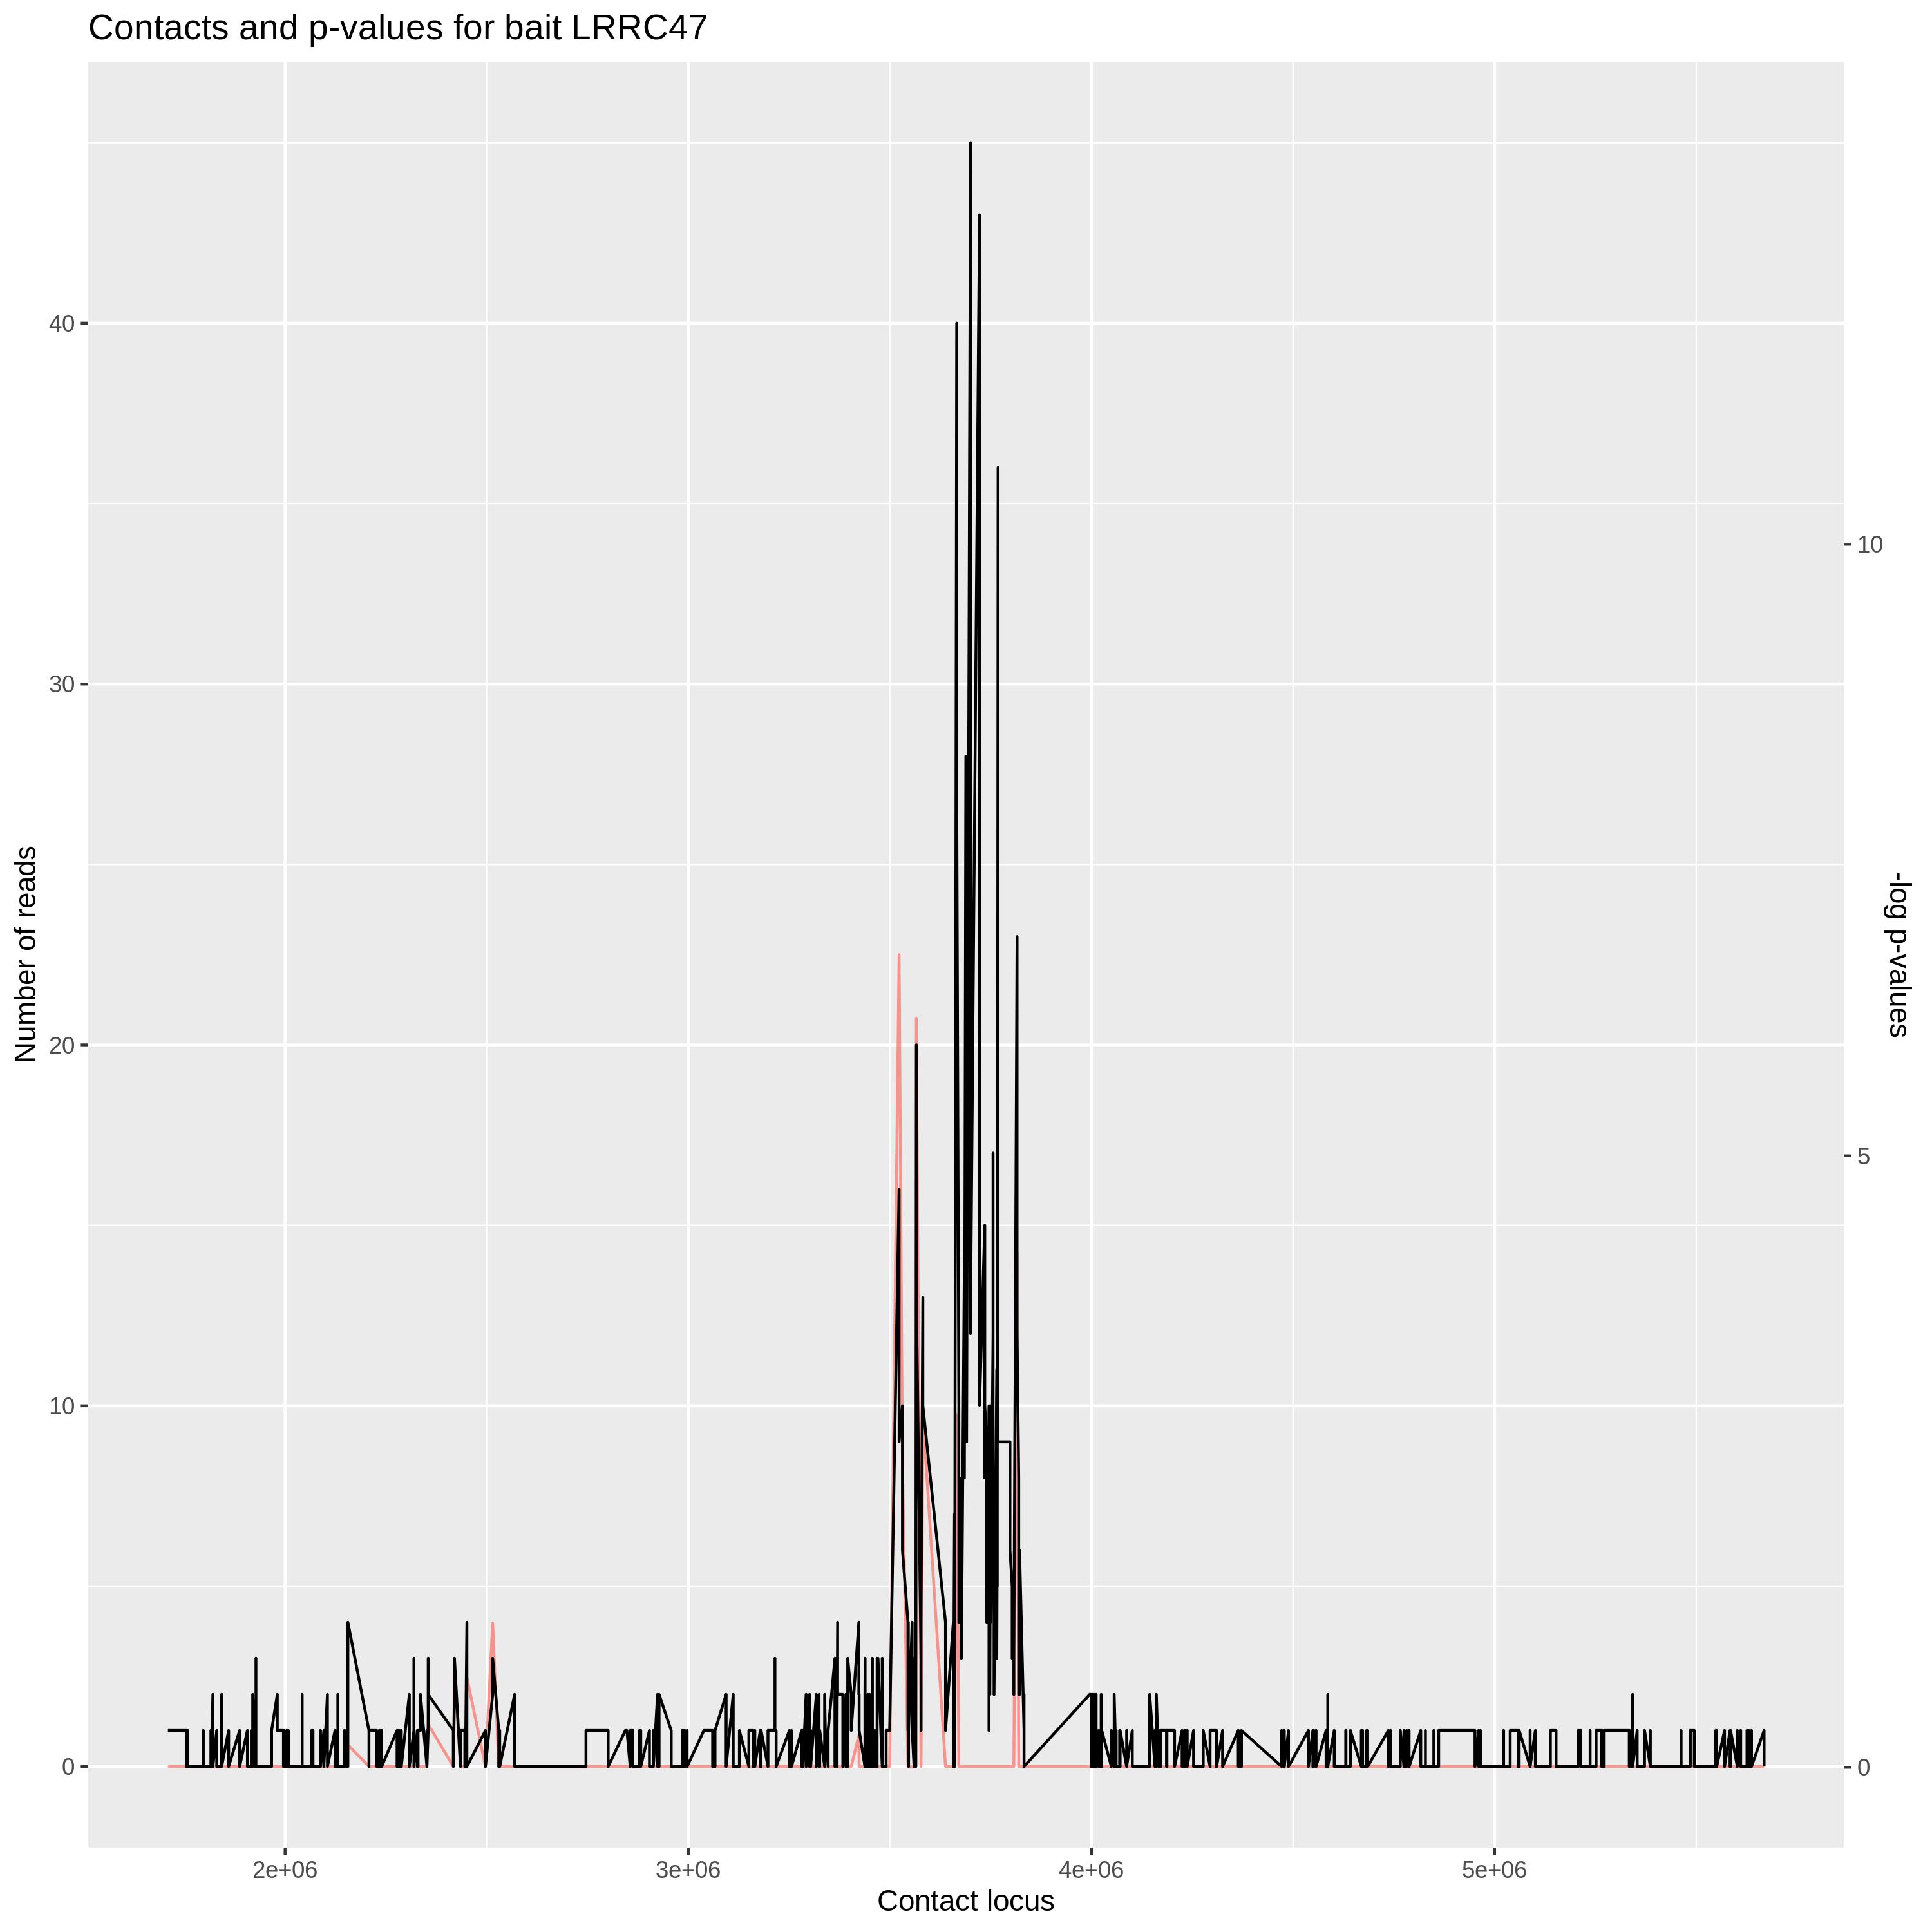 Contacts and p-values for bait LRRC47
Number of reads
40
30
20
10
0
10
5
0
-log p-values
2e+06 3e+06 4e+06 5e+06
Contact locus